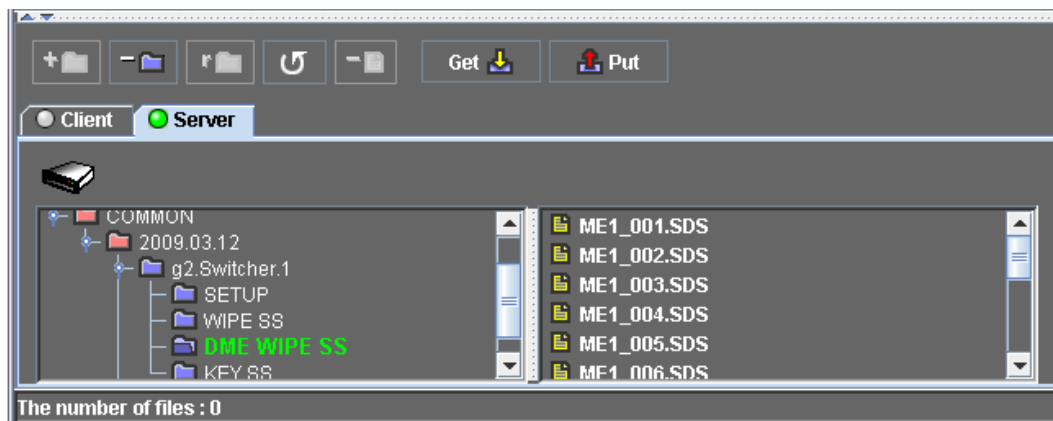 + - r - Get Put
Client Server
COMMON
2009.03.12
g2.Switcher.1
SETUP
WIPE SS
DME WIPE SS
KEY SS
ME1_001.SDS
ME1_002.SDS
ME1_003.SDS
ME1_004.SDS
ME1_005.SDS
ME1_006.SDS
The number of files : 0